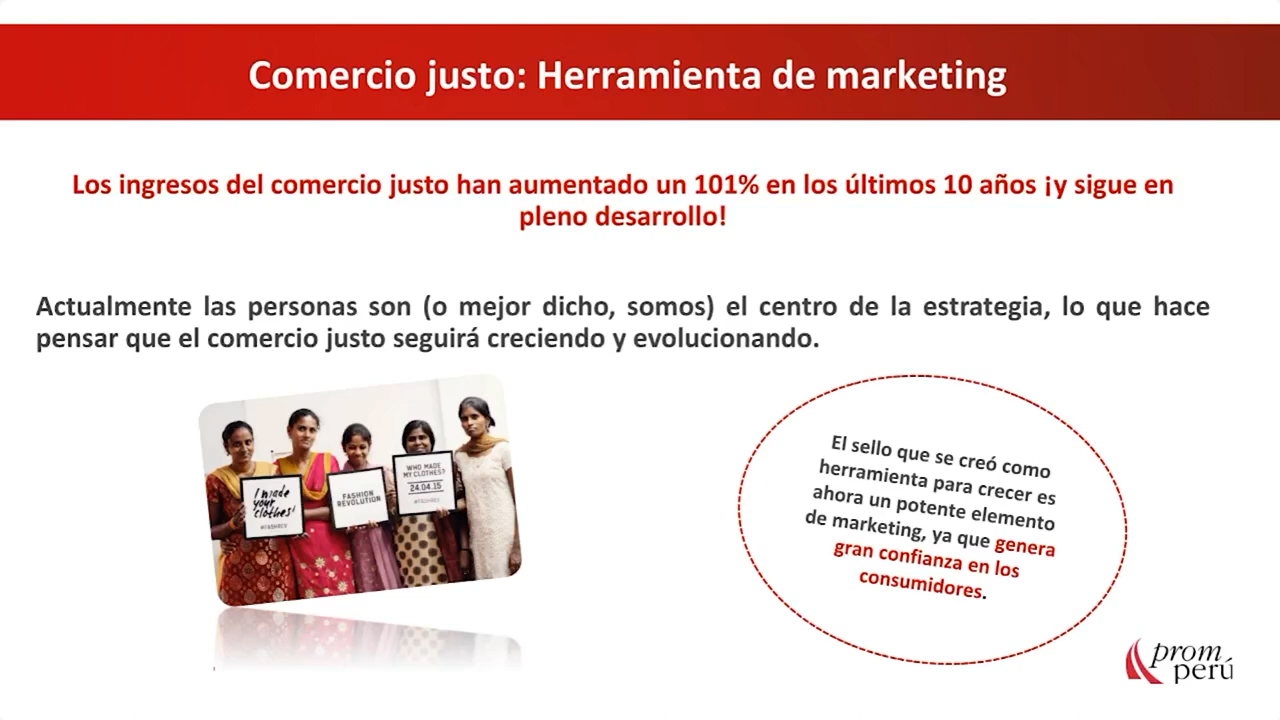 Comercio justo: Herramienta de marketing
Los ingresos del comercio justo han aumentado un 101% en los últimos 10 años ¡y sigue en
pleno desarrollo!
Actualmente las personas son (o mejor dicho, somos) el centro de la estrategia, lo que hace
pensar que el comercio justo seguirá creciendo y evolucionando.
I made
your
clothes!
#FASHREV
FASHION
REVOLUTION
WHO MADE
MY CLOTHES?
24.04.15
#FASHREV
El sello que se creó como
herramienta para crecer es
ahora un potente elemento
de marketing, ya que genera
gran confianza en los
consumidores.
prom
perú